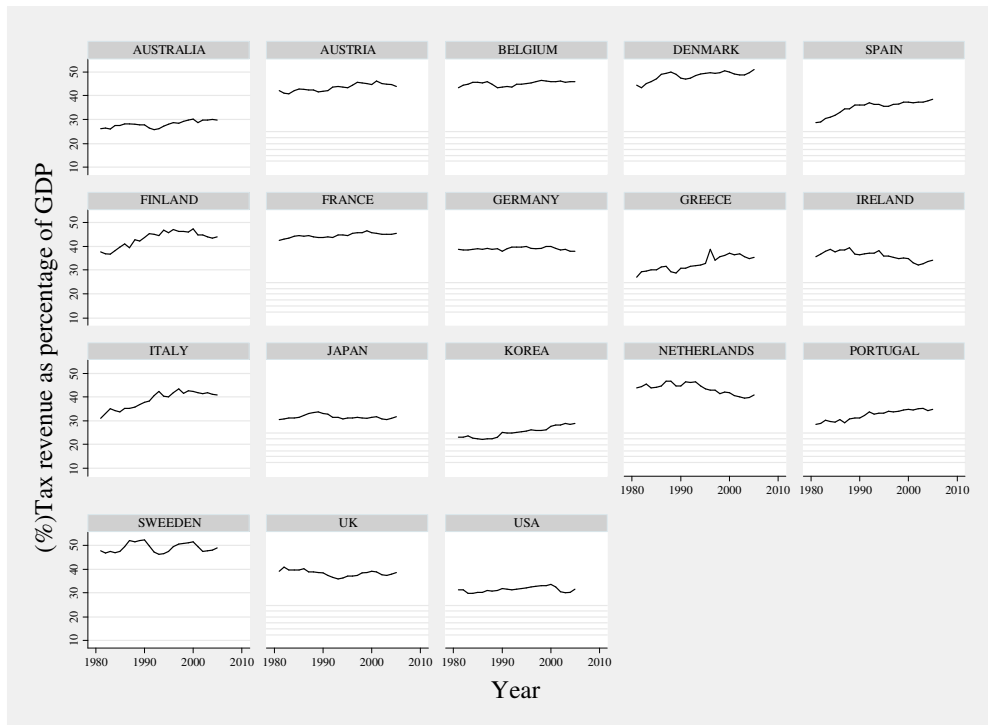 AUSTRALIA AUSTRIA BELGIUM DENMARK SPAIN
50
40
30
20
10
FINLAND FRANCE GERMANY GREECE IRELAND
50
40
30
20
10
ITALY JAPAN KOREA NETHERLANDS PORTUGAL
50
40
30
20
10
1980 1990 2000 2010 1980 1990 2000 2010
SWEDEN UK USA
50
40
30
20
10
1980 1990 2000 2010 1980 1990 2000 2010 1980 1990 2000 2010
(%)Tax revenue as percentage of GDP
Year